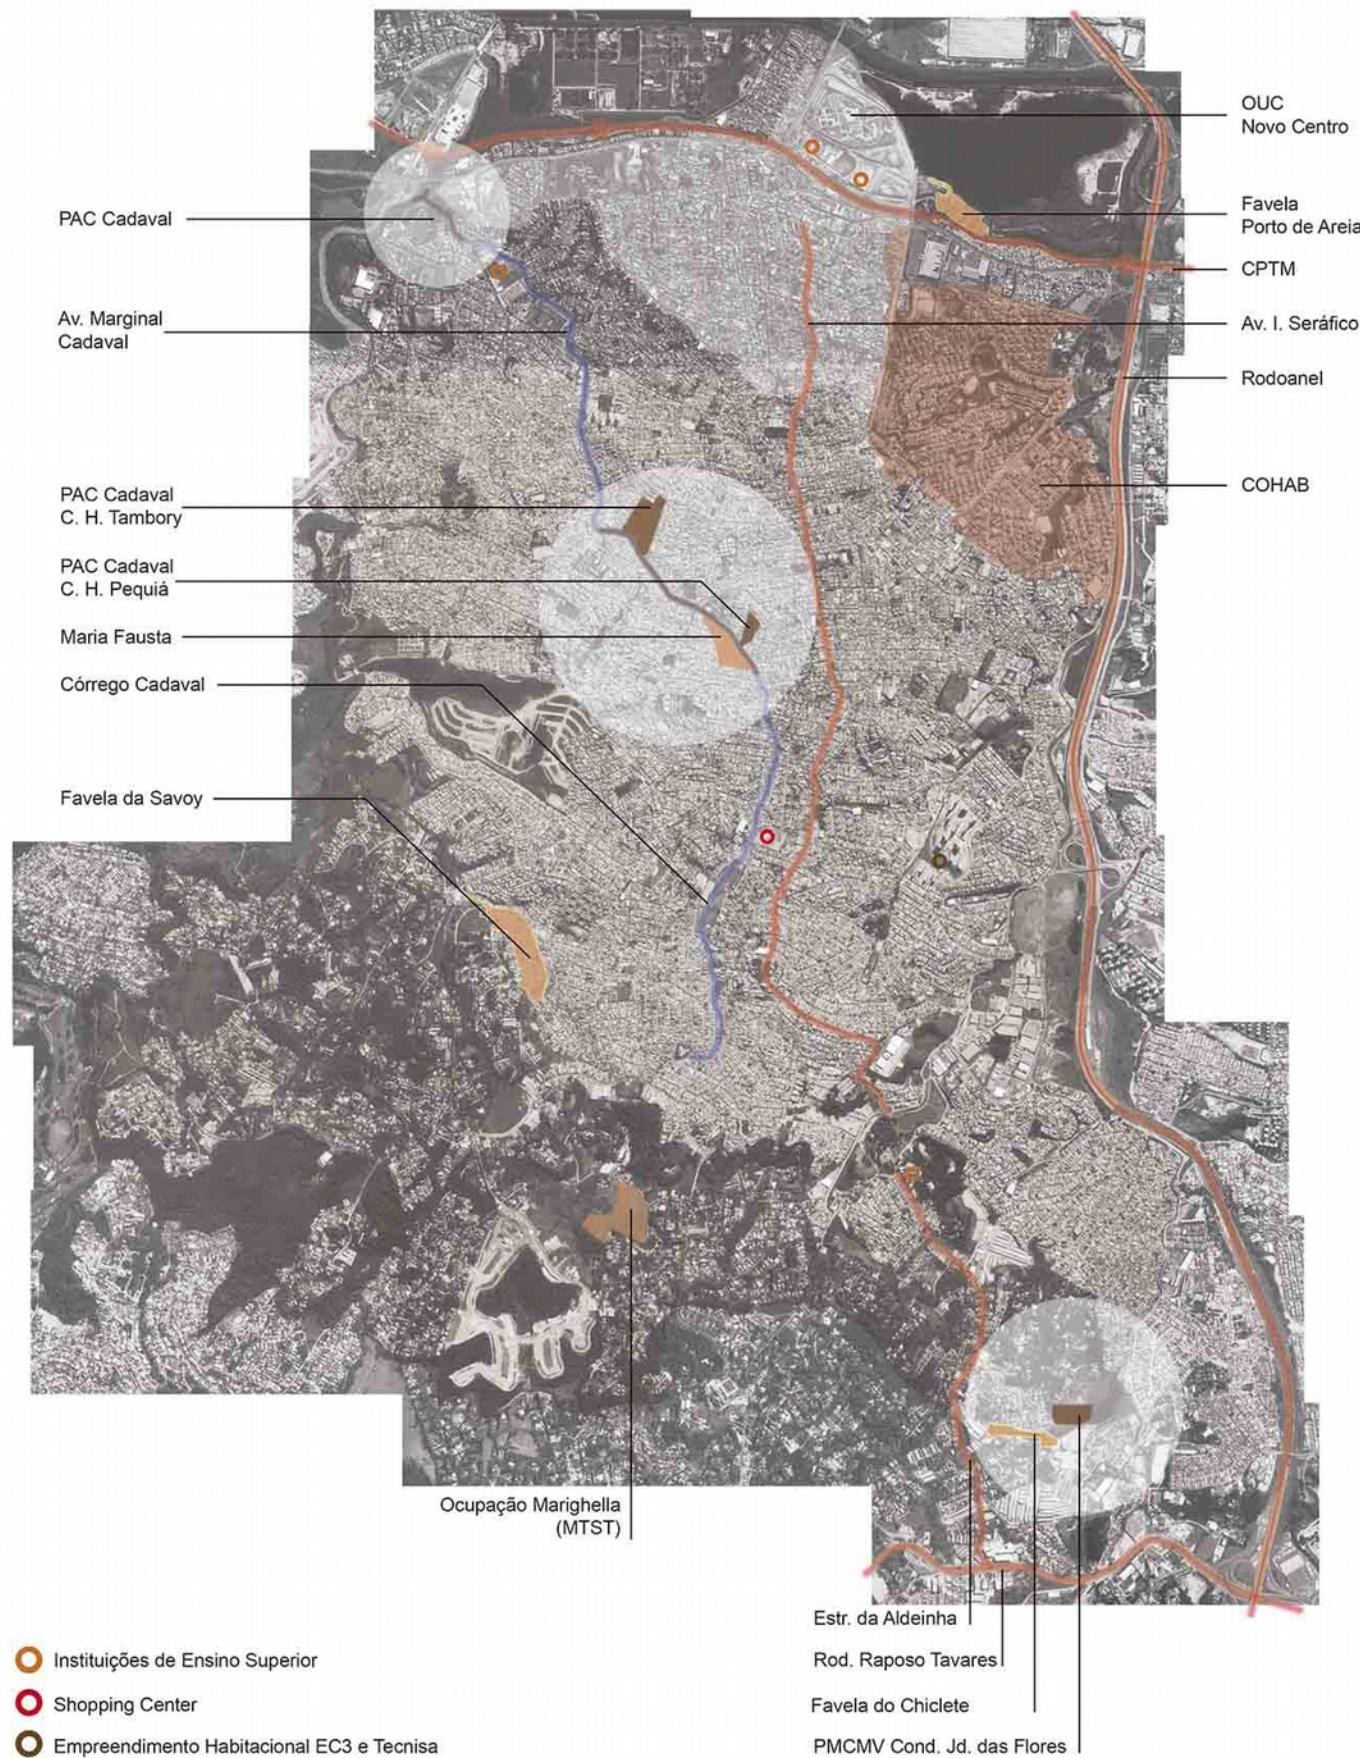 OUC
Novo Centro
Favela
Porto de Areia
CPTM
Av. I. Seráfico
Rodoanel
COHAB
PAC Cadaval
Av. Marginal
Cadaval
PAC Cadaval
C. H. Tambory
PAC Cadaval
C. H. Pequiá
Maria Fausta
Córrego Cadaval
Favela da Savoy
Ocupação Marighella
(MTST)
Estr. da Aldeinha
Rod. Raposo Tavares
Favela do Chiclete
PMCMV Cond. Jd. das Flores
Instituições de Ensino Superior
Shopping Center
Empreendimento Habitacional EC3 e Tecnisa